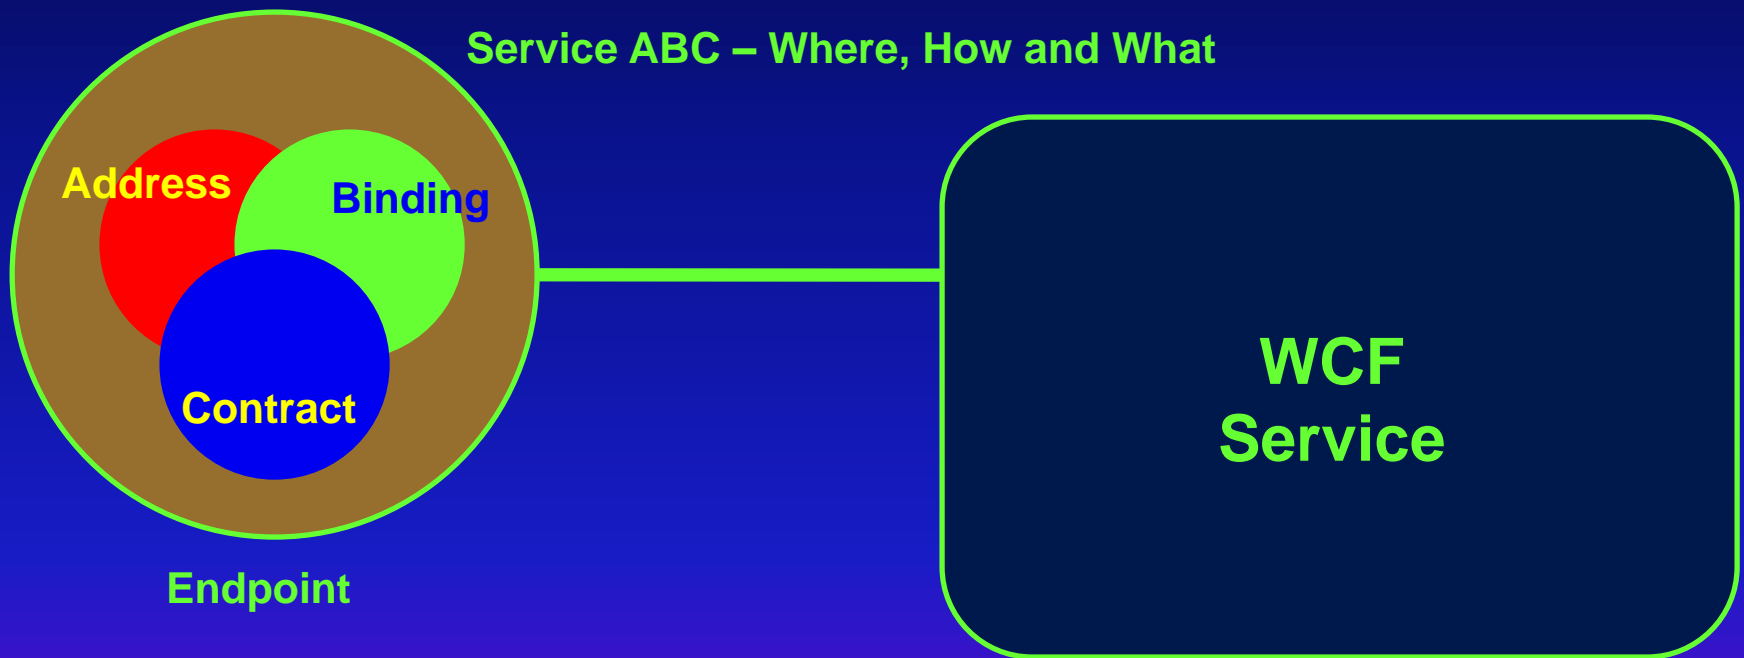 Service ABC – Where, How and What
Address
Binding
Contract
Endpoint
WCF
Service